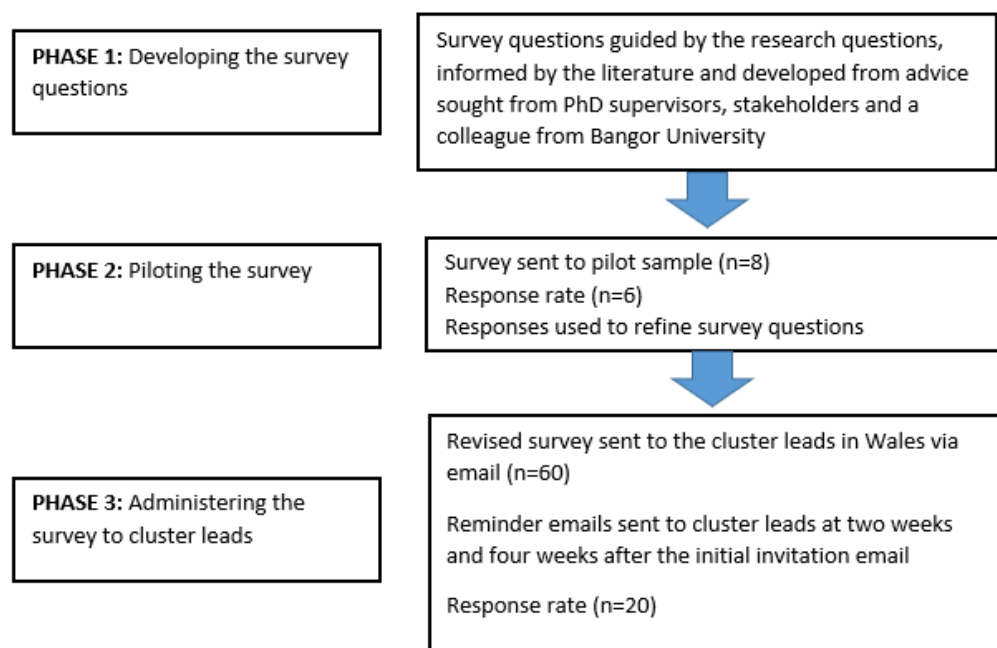 PHASE 1: Developing the survey
questions
Survey questions guided by the research questions,
informed by the literature and developed from advice
sought from PhD supervisors, stakeholders and a
colleague from Bangor University
PHASE 2: Piloting the survey
Survey sent to pilot sample (n=8)
Response rate (n=6)
Responses used to refine survey questions
PHASE 3: Administering the
survey to cluster leads
Revised survey sent to the cluster leads in Wales via
email (n=60)
Reminder emails sent to cluster leads at two weeks
and four weeks after the initial invitation email
Response rate (n=20)